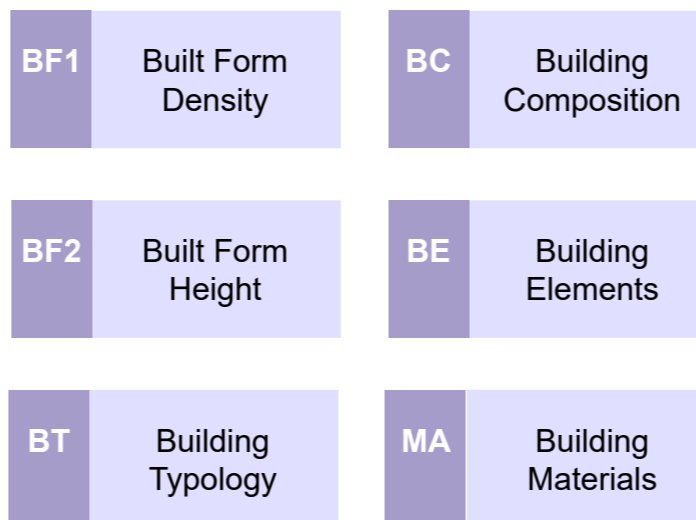 BF1
Built Form
Density
BC
Building
Composition
BF2
Built Form
Height
BE
Building
Elements
BT
Building
Typology
MA
Building
Materials